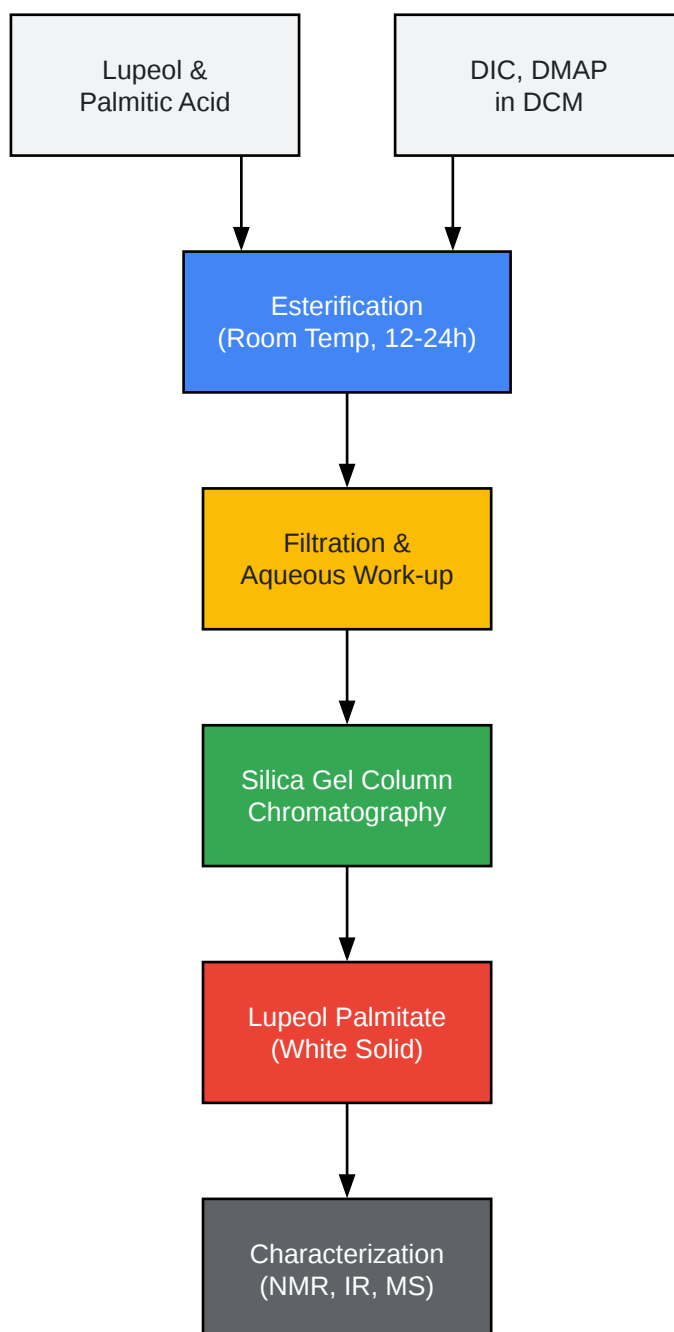 Lupeol &
Palmitic Acid
DIC, DMAP
in DCM
Esterification
(Room Temp, 12-24h)
Filtration &
Aqueous Work-up
Silica Gel Column
Chromatography
Lupeol Palmitate
(White Solid)
Characterization
(NMR, IR, MS)